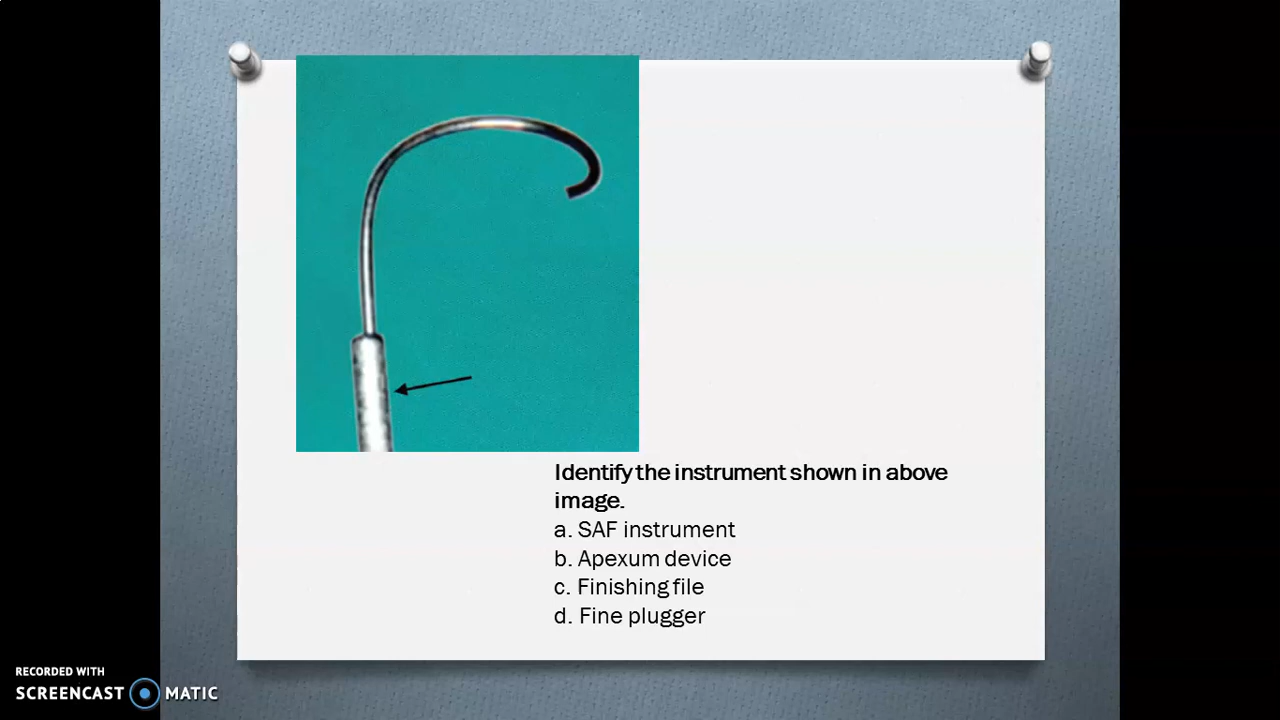 Identify the instrument shown in above
image.
a. SAF instrument
b. Apexum device
c. Finishing file
d. Fine plugger
RECORDED WITH
SCREENCAST MATIC